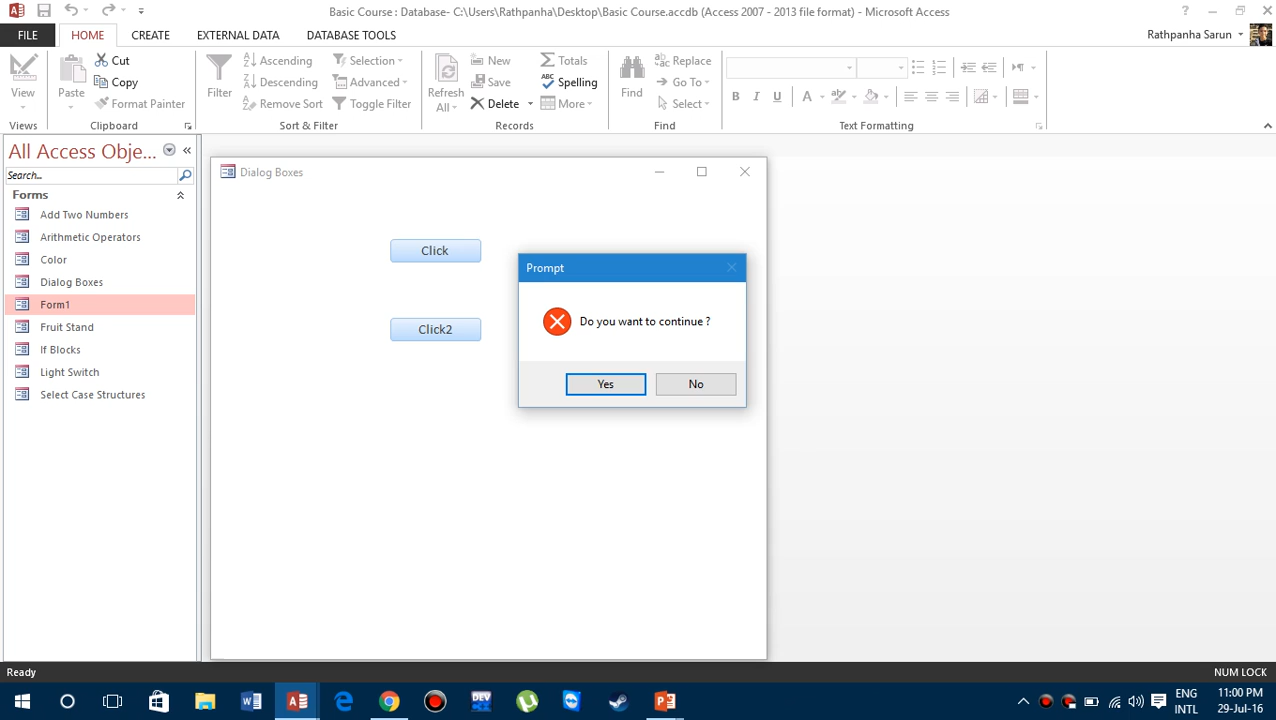 Basic Course : Database- C:\Users\Rathpanha\Desktop\Basic Course.accdb (Access 2007 - 2013 file format) - Microsoft Access
FILE HOME CREATE EXTERNAL DATA DATABASE TOOLS Rathpanha Sarun
View
Views
Paste
Cut
Copy
Format Painter
Clipboard
Filter
Ascending
Descending
Remove Sort
Selection
Advanced
Toggle Filter
Sort & Filter
Refresh
All
New
Save
Delete
Totals
Spelling
More
Records
Find
Replace
Go To
Select
Find
B I U A
Text Formatting
All Access Obje...
Search...
Forms
Add Two Numbers
Arithmetic Operators
Color
Dialog Boxes
Form1
Fruit Stand
If Blocks
Light Switch
Select Case Structures
Dialog Boxes
Click
Click2
Prompt
Do you want to continue ?
Yes No
Ready NUM LOCK
DEV
ENG
INTL
11:00 PM
29-Jul-16